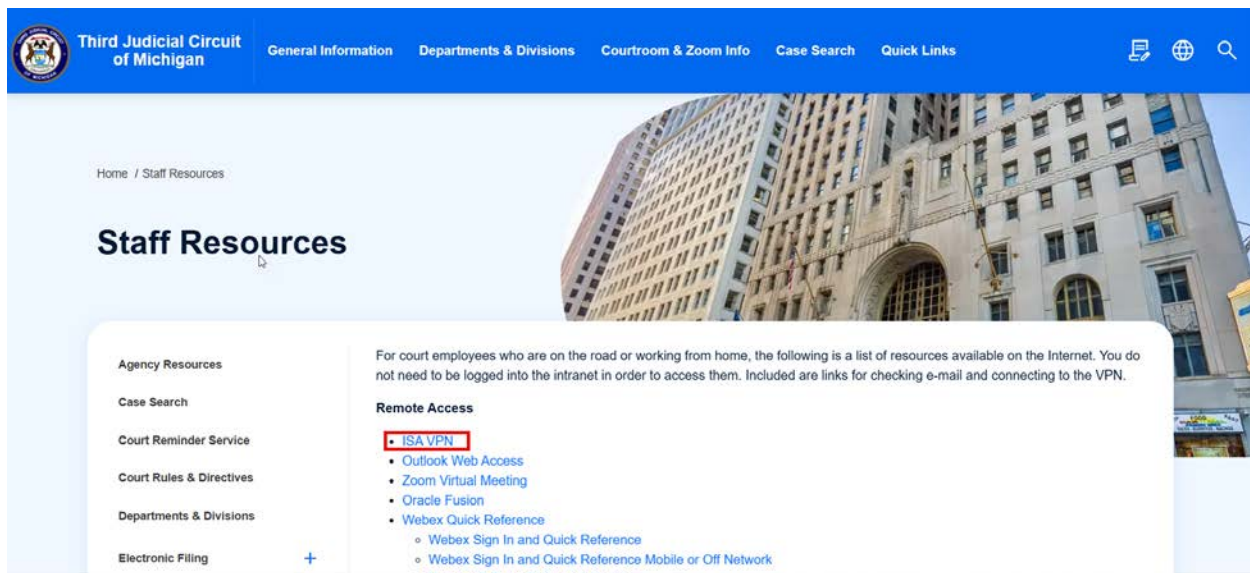 Third Judicial Circuit
of Michigan
General Information
Departments & Divisions
Courtroom & Zoom Info
Case Search
Quick Links
Home / Staff Resources
Staff Resources
Agency Resources
Case Search
Court Reminder Service
Court Rules & Directives
Departments & Divisions
Electronic Filing
For court employees who are on the road or working from home, the following is a list of resources available on the Internet. You do
not need to be logged into the intranet in order to access them. Included are links for checking e-mail and connecting to the VPN.
Remote Access
• ISA VPN
• Outlook Web Access
• Zoom Virtual Meeting
• Oracle Fusion
• Webex Quick Reference
◦ Webex Sign In and Quick Reference
◦ Webex Sign In and Quick Reference Mobile or Off Network